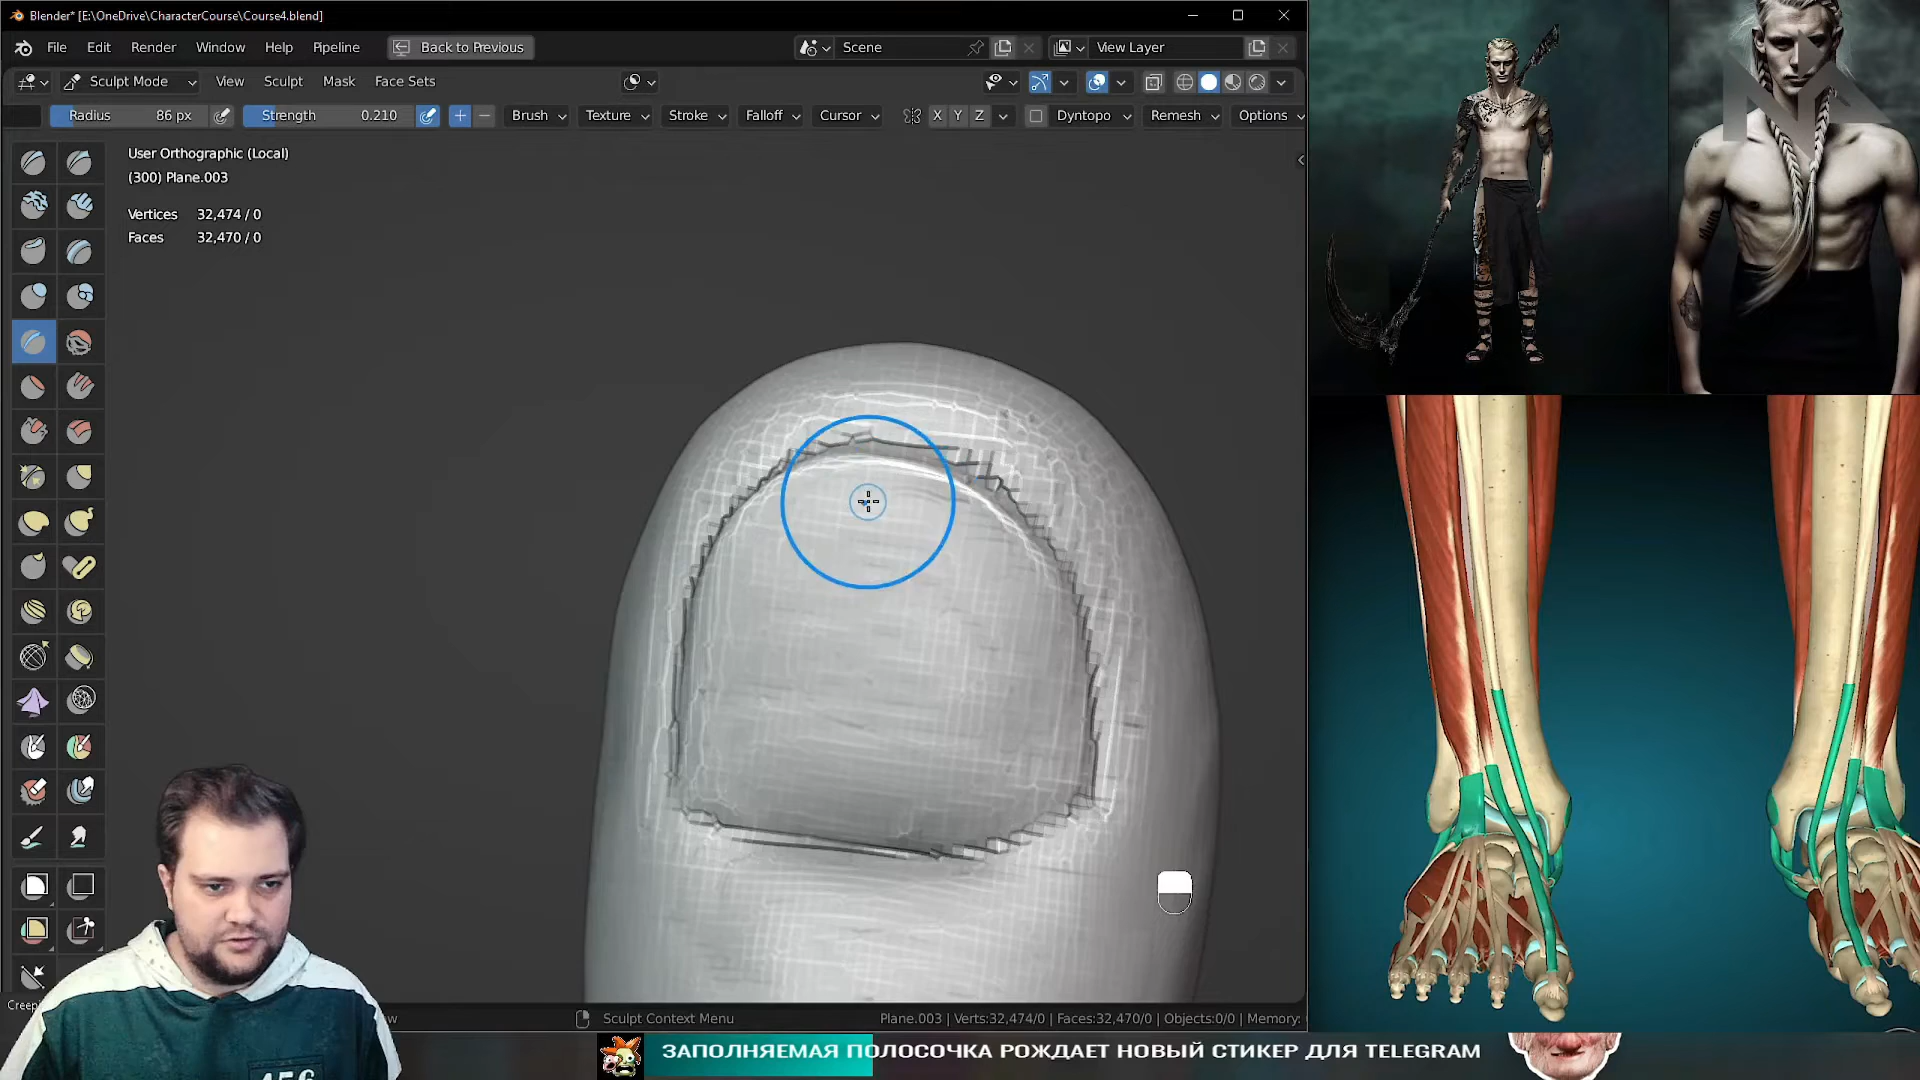 Blender* [E:\OneDrive\CharacterCourse\Course4.blend]
File Edit Render Window Help Pipeline Back to Previous Scene View Layer
Sculpt Mode View Sculpt Mask Face Sets
Radius 86 px Strength 0.210 Brush Texture Stroke Falloff Cursor X Y Z Dyntopo Remesh Options
User Orthographic (Local)
(300) Plane.003
Vertices 32,474 / 0
Faces 32,470 / 0
Sculpt Context Menu Plane.003 | Verts:32,474/0 | Faces:32,470/0 | Objects:0/0 | Memory:
ЗАПОЛНЯЕМАЯ ПОЛОСОЧКА РОЖДАЕТ НОВЫЙ СТИКЕР ДЛЯ TELEGRAM